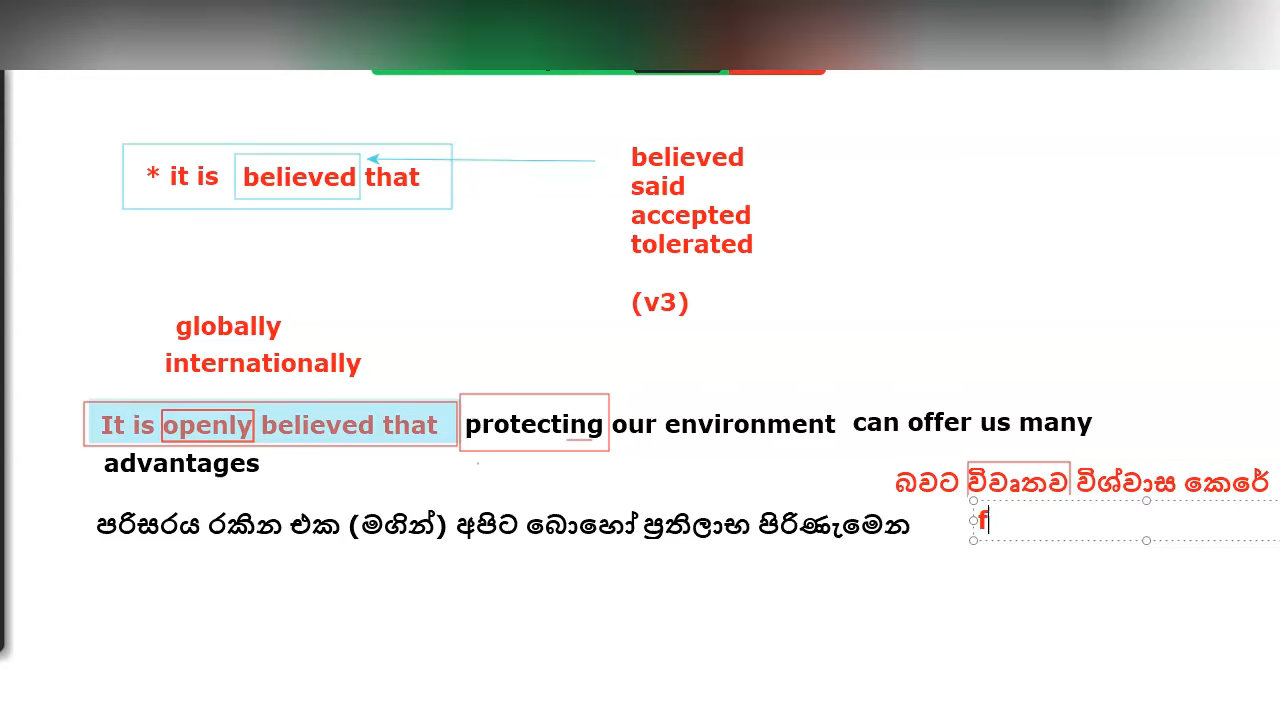 * it is believed that
believed
said
accepted
tolerated
(v3)
globally
internationally
It is openly believed that protecting our environment can offer us many
advantages
බවට විවෘතව විශ්වාස කෙරේ
පරිසරය රකින එක (මගින්) අපිට බොහෝ ප්‍රතිලාභ පිරිණැමෙන
f